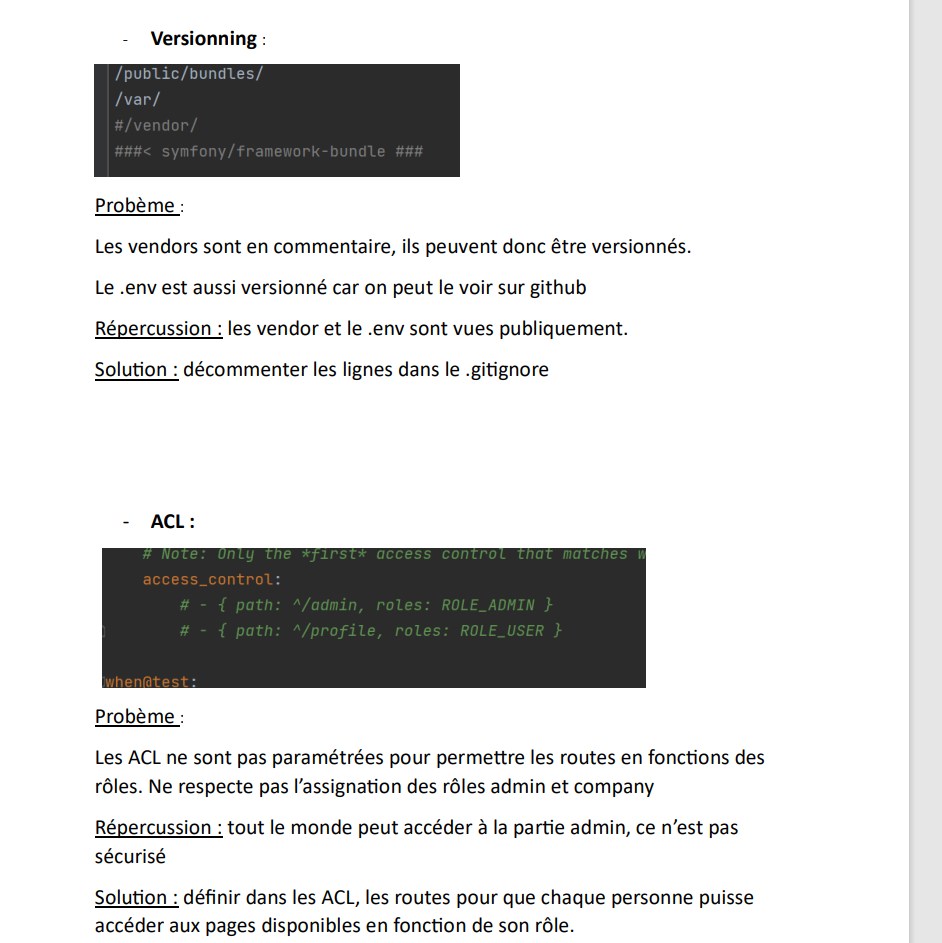 - Versionning :
/public/bundles/
/var/
#/vendor/
###< symfony/framework-bundle ###
Probème :
Les vendors sont en commentaire, ils peuvent donc être versionnés.
Le .env est aussi versionné car on peut le voir sur github
Répercussion : les vendor et le .env sont vues publiquement.
Solution : décommenter les lignes dans le .gitignore
- ACL :
# Note: Only the *first* access control that matches w
access_control:
# - { path: ^/admin, roles: ROLE_ADMIN }
# - { path: ^/profile, roles: ROLE_USER }
when@test:
Probème :
Les ACL ne sont pas paramétrées pour permettre les routes en fonctions des
rôles. Ne respecte pas l’assignation des rôles admin et company
Répercussion : tout le monde peut accéder à la partie admin, ce n’est pas
sécurisé
Solution : définir dans les ACL, les routes pour que chaque personne puisse
accéder aux pages disponibles en fonction de son rôle.